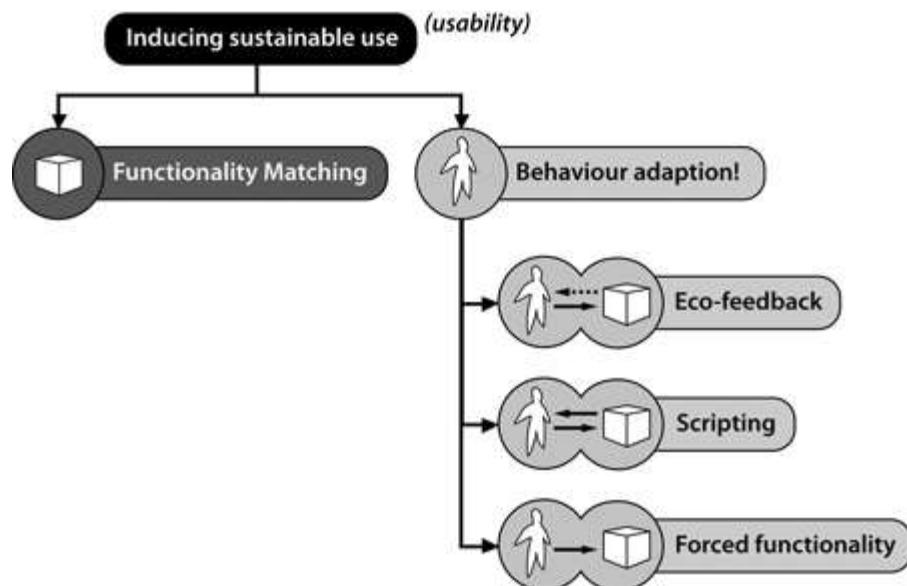 Inducing sustainable use
(usability)
Functionality Matching
Behaviour adaption!
Eco-feedback
Scripting
Forced functionality